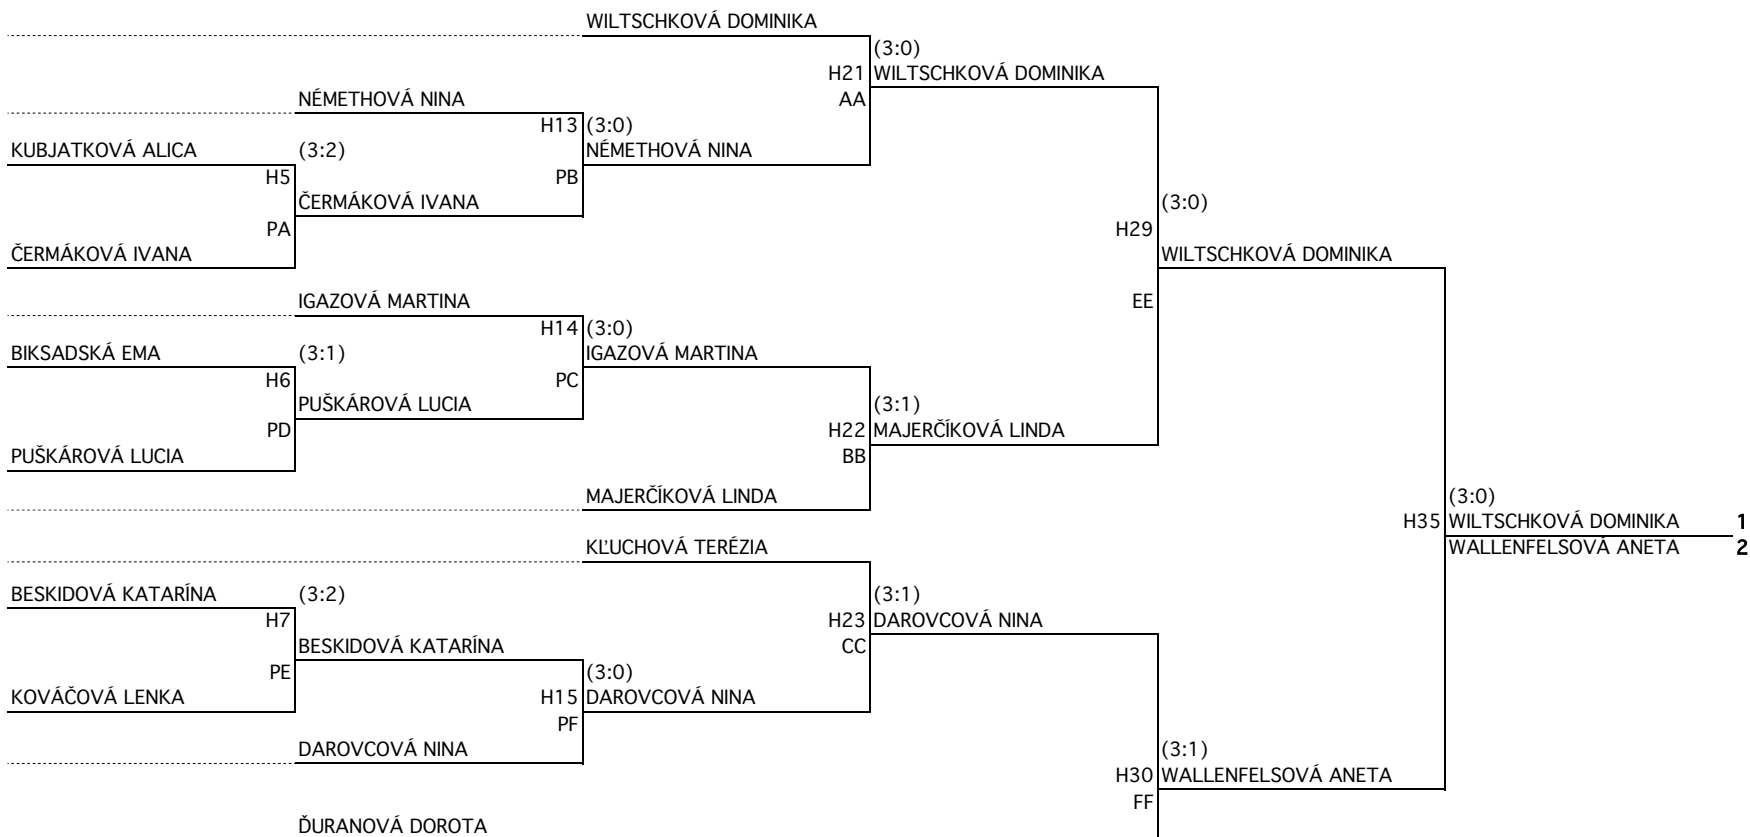 WILTSCHKOVÁ DOMINIKA
(3:0)
H21 WILTSCHKOVÁ DOMINIKA
NÉMETHOVÁ NINA
AA
H13 (3:0)
KUBJATKOVÁ ALICA (3:2) NÉMETHOVÁ NINA
H5 PB
ČERMÁKOVÁ IVANA (3:0)
PA H29
ČERMÁKOVÁ IVANA WILTSCHKOVÁ DOMINIKA
IGAZOVÁ MARTINA EE
H14 (3:0)
BIKSADSKÁ EMA (3:1) IGAZOVÁ MARTINA
H6 PC
PUŠKÁROVÁ LUCIA (3:1)
PD H22 MAJERČÍKOVÁ LINDA
PUŠKÁROVÁ LUCIA BB
MAJERČÍKOVÁ LINDA (3:0)
H35 WILTSCHKOVÁ DOMINIKA 1
KĽUCHOVÁ TERÉZIA WALLENFELSOVÁ ANETA 2
BESKIDOVÁ KATARÍNA (3:2) (3:1)
H7 H23 DAROVCOVÁ NINA
BESKIDOVÁ KATARÍNA CC
PE (3:0)
KOVÁČOVÁ LENKA H15 DAROVCOVÁ NINA
PF
DAROVCOVÁ NINA (3:1)
H30 WALLENFELSOVÁ ANETA
FF
ĎURANOVÁ DOROTA